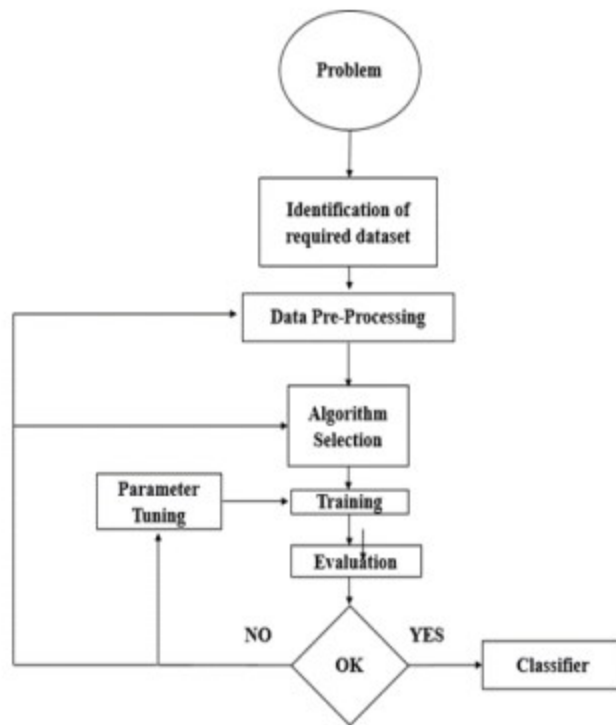 Problem
Identification of
required dataset
Data Pre-Processing
Algorithm
Selection
Parameter
Tuning
Training
Evaluation
NO
YES
OK
Classifier